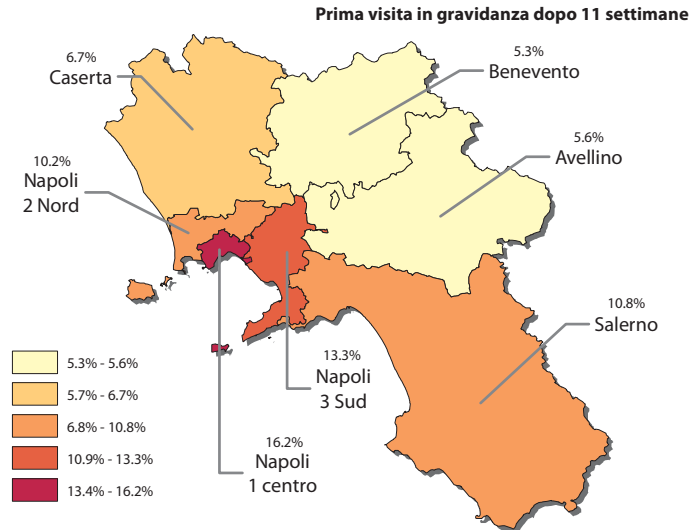 Prima visita in gravidanza dopo 11 settimane
6.7%
Caserta
5.3%
Benevento
5.6%
Avellino
10.2%
Napoli
2 Nord
10.8%
Salerno
13.3%
Napoli
3 Sud
16.2%
Napoli
1 centro
5.3% - 5.6%
5.7% - 6.7%
6.8% - 10.8%
10.9% - 13.3%
13.4% - 16.2%